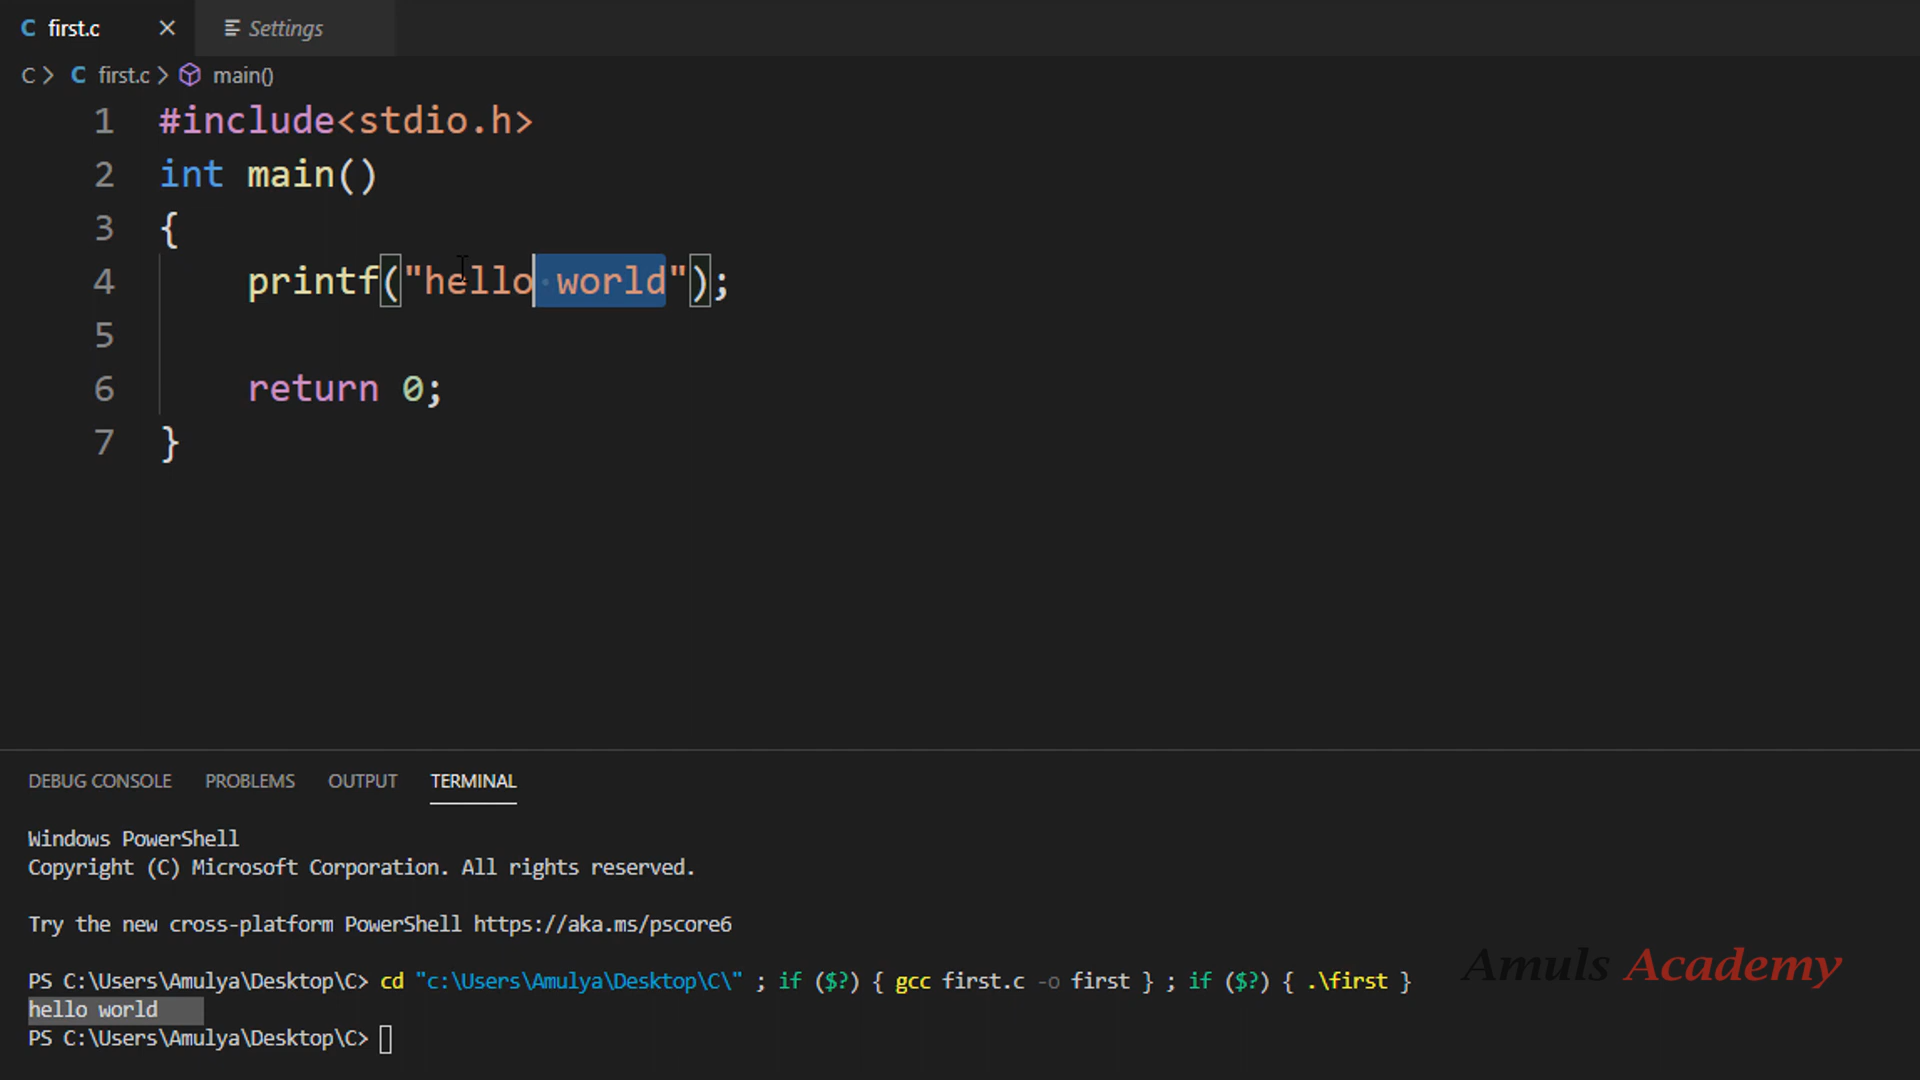 C first.c × Settings
C > C first.c > main()
1 #include<stdio.h>
2 int main()
3 {
4     printf("hello world");
5
6     return 0;
7 }
DEBUG CONSOLE PROBLEMS OUTPUT TERMINAL
Windows PowerShell
Copyright (C) Microsoft Corporation. All rights reserved.
Try the new cross-platform PowerShell https://aka.ms/pscore6
PS C:\Users\Amulya\Desktop\C> cd "c:\Users\Amulya\Desktop\C\" ; if ($?) { gcc first.c -o first } ; if ($?) { .\first }
hello world
PS C:\Users\Amulya\Desktop\C>
Amuls Academy